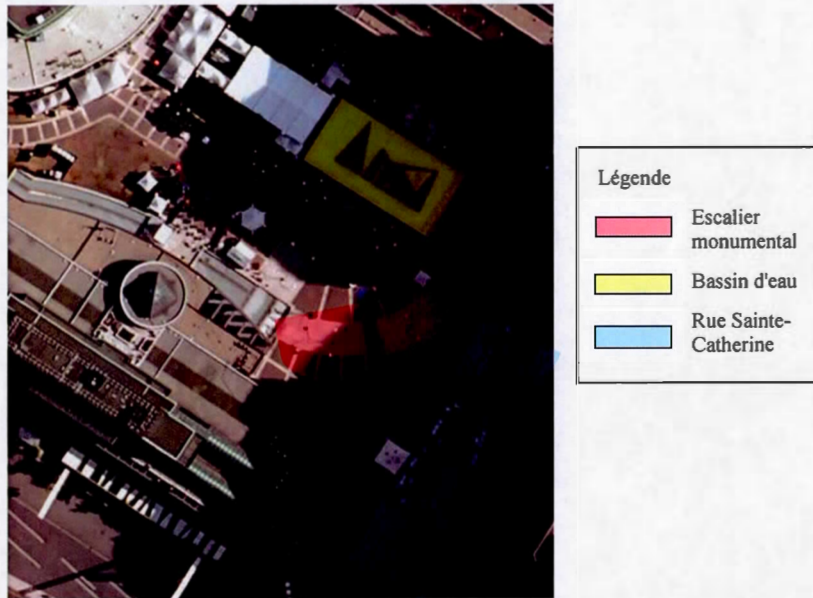 Légende
Escalier
monumental
Bassin d'eau
Rue Sainte-
Catherine